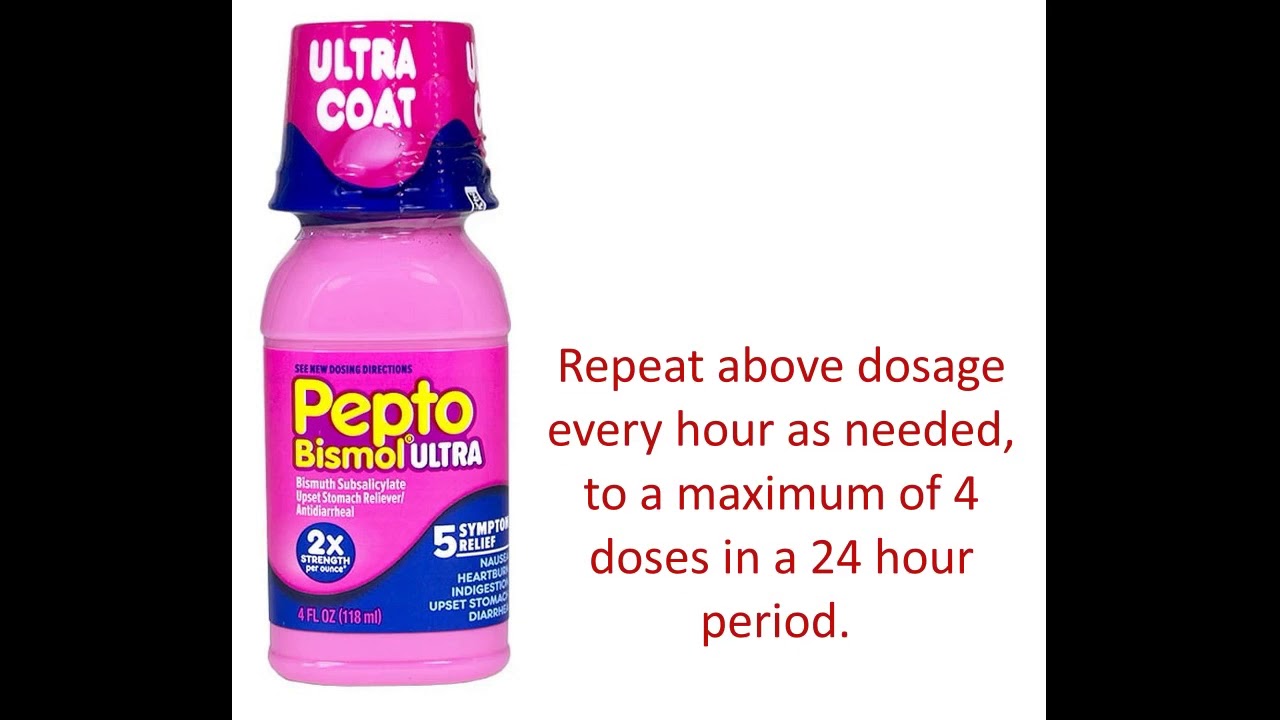 ULTRA
COAT
SEE NEW DOSING DIRECTIONS
Pepto
Bismol® ULTRA
Bismuth Subsalicylate
Upset Stomach Reliever/
Antidiarrheal
2X
STRENGTH
per ounce*
5 SYMPTOM
RELIEF
NAUSEA
HEARTBURN
INDIGESTION
UPSET STOMACH
DIARRHEA
4 FL OZ (118 ml)
Repeat above dosage
every hour as needed,
to a maximum of 4
doses in a 24 hour
period.